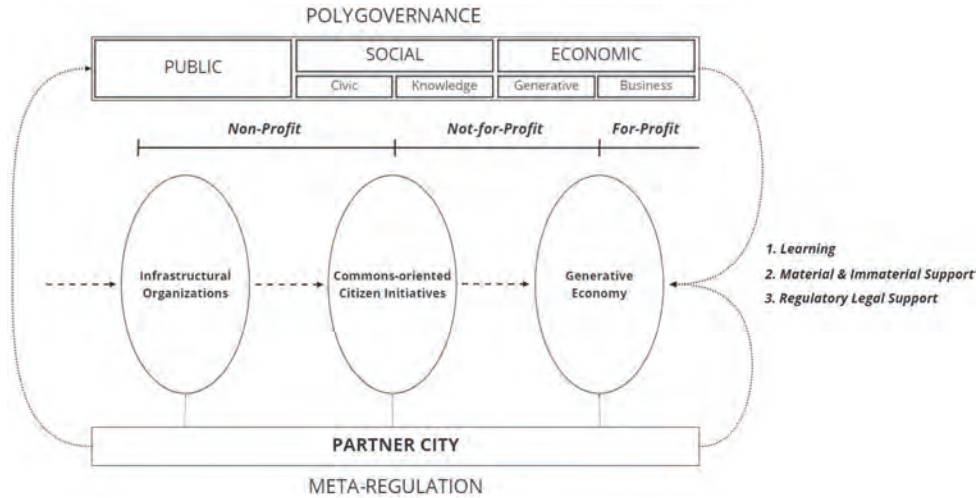 POLYGOVERNANCE
PUBLIC
SOCIAL
ECONOMIC
Civic
Knowledge
Generative
Business
Non-Profit
Not-for-Profit
For-Profit
Infrastructural
Organizations
Commons-oriented
Citizen Initiatives
Generative
Economy
1. Learning
2. Material & Immaterial Support
3. Regulatory Legal Support
PARTNER CITY
META-REGULATION